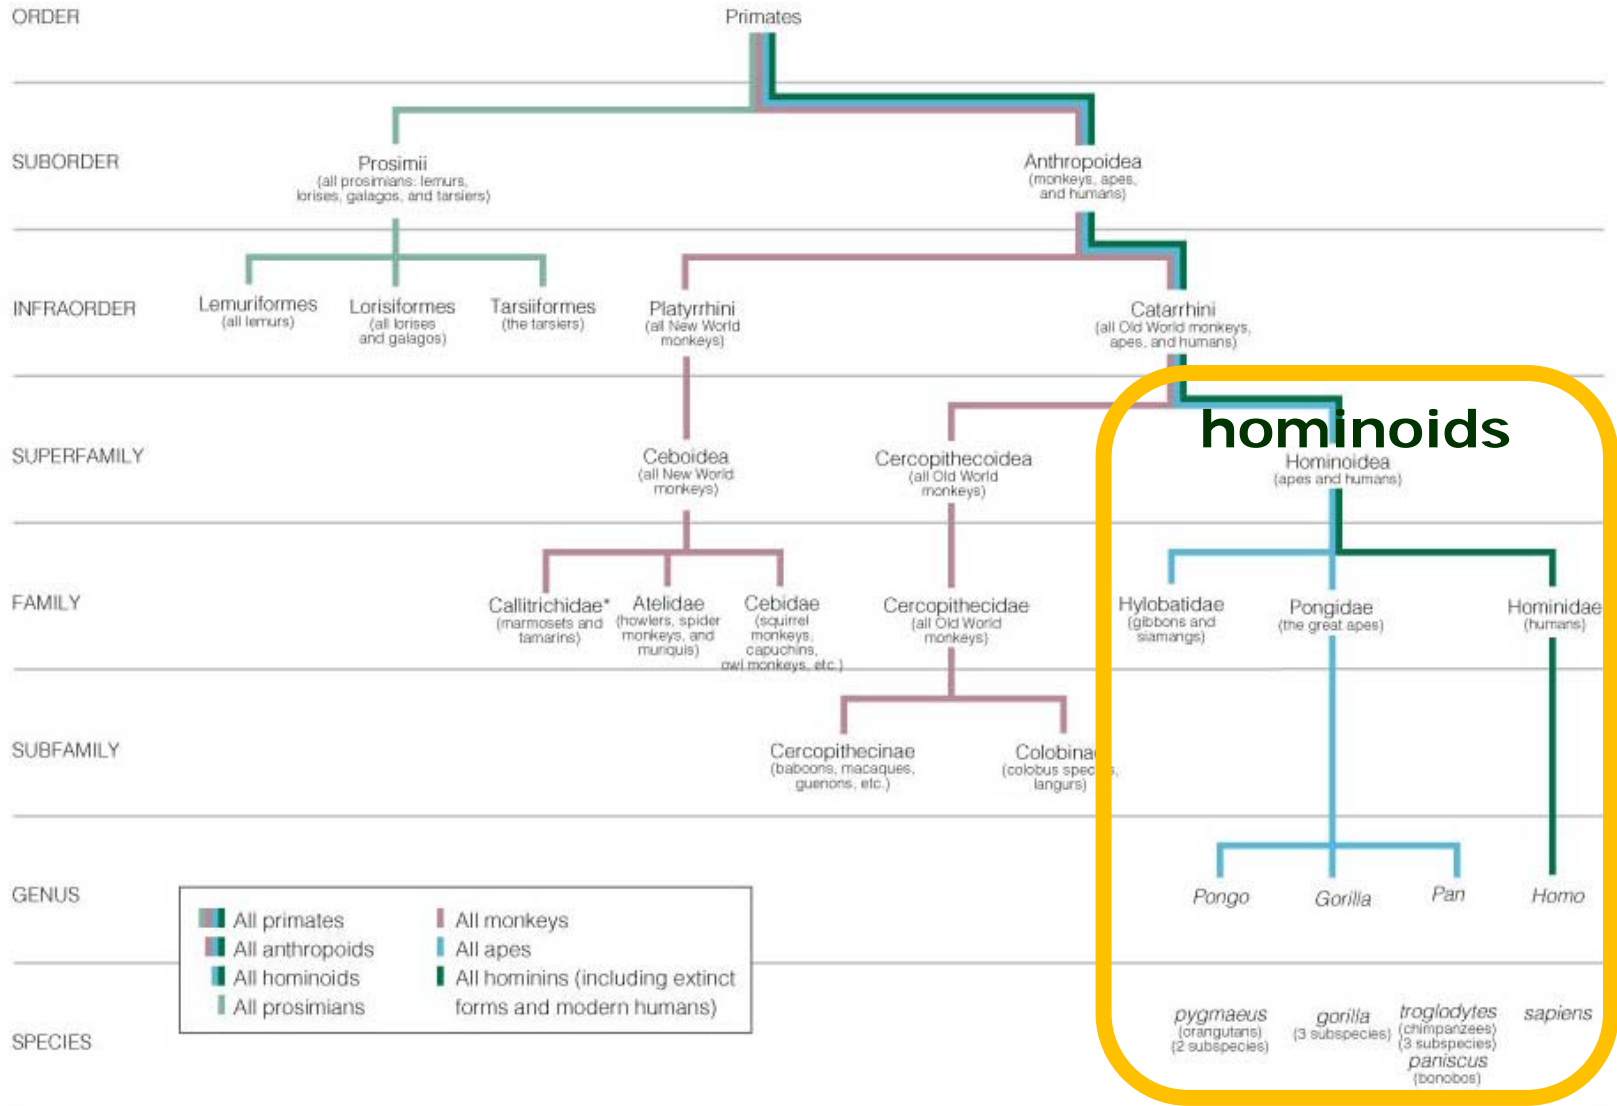 ORDER
Primates
SUBORDER
Prosimii
(all prosimians: lemurs,
lorises, galagos, and tarsiers)
Anthropoidea
(monkeys, apes,
and humans)
INFRAORDER
Lemuriformes
(all lemurs)
Lorisiformes
(all lorises
and galagos)
Tarsiiformes
(the tarsiers)
Platyrrhini
(all New World
monkeys)
Catarrhini
(all Old World monkeys,
apes, and humans)
hominoids
SUPERFAMILY
Ceboidea
(all New World
monkeys)
Cercopithecoidea
(all Old World
monkeys)
Hominoidea
(apes and humans)
FAMILY
Callitrichidae*
(marmosets and
tamarins)
Atelidae
(howlers, spider
monkeys, and
muriquis)
Cebidae
(squirrel
monkeys,
capuchins,
owl monkeys, etc.)
Cercopithecidae
(all Old World
monkeys)
Hylobatidae
(gibbons and
siamangs)
Pongidae
(the great apes)
Hominidae
(humans)
SUBFAMILY
Cercopithecinae
(baboons, macaques,
guenons, etc.)
Colobinae
(colobus species,
langurs)
GENUS
Pongo
Gorilla
Pan
Homo
All primates
All anthropoids
All hominoids
All prosimians
All monkeys
All apes
All hominins (including extinct
forms and modern humans)
SPECIES
pygmaeus
(orangutans)
(2 subspecies)
gorilla
(3 subspecies)
troglodytes
(chimpanzees)
(3 subspecies)
paniscus
(bonobos)
sapiens